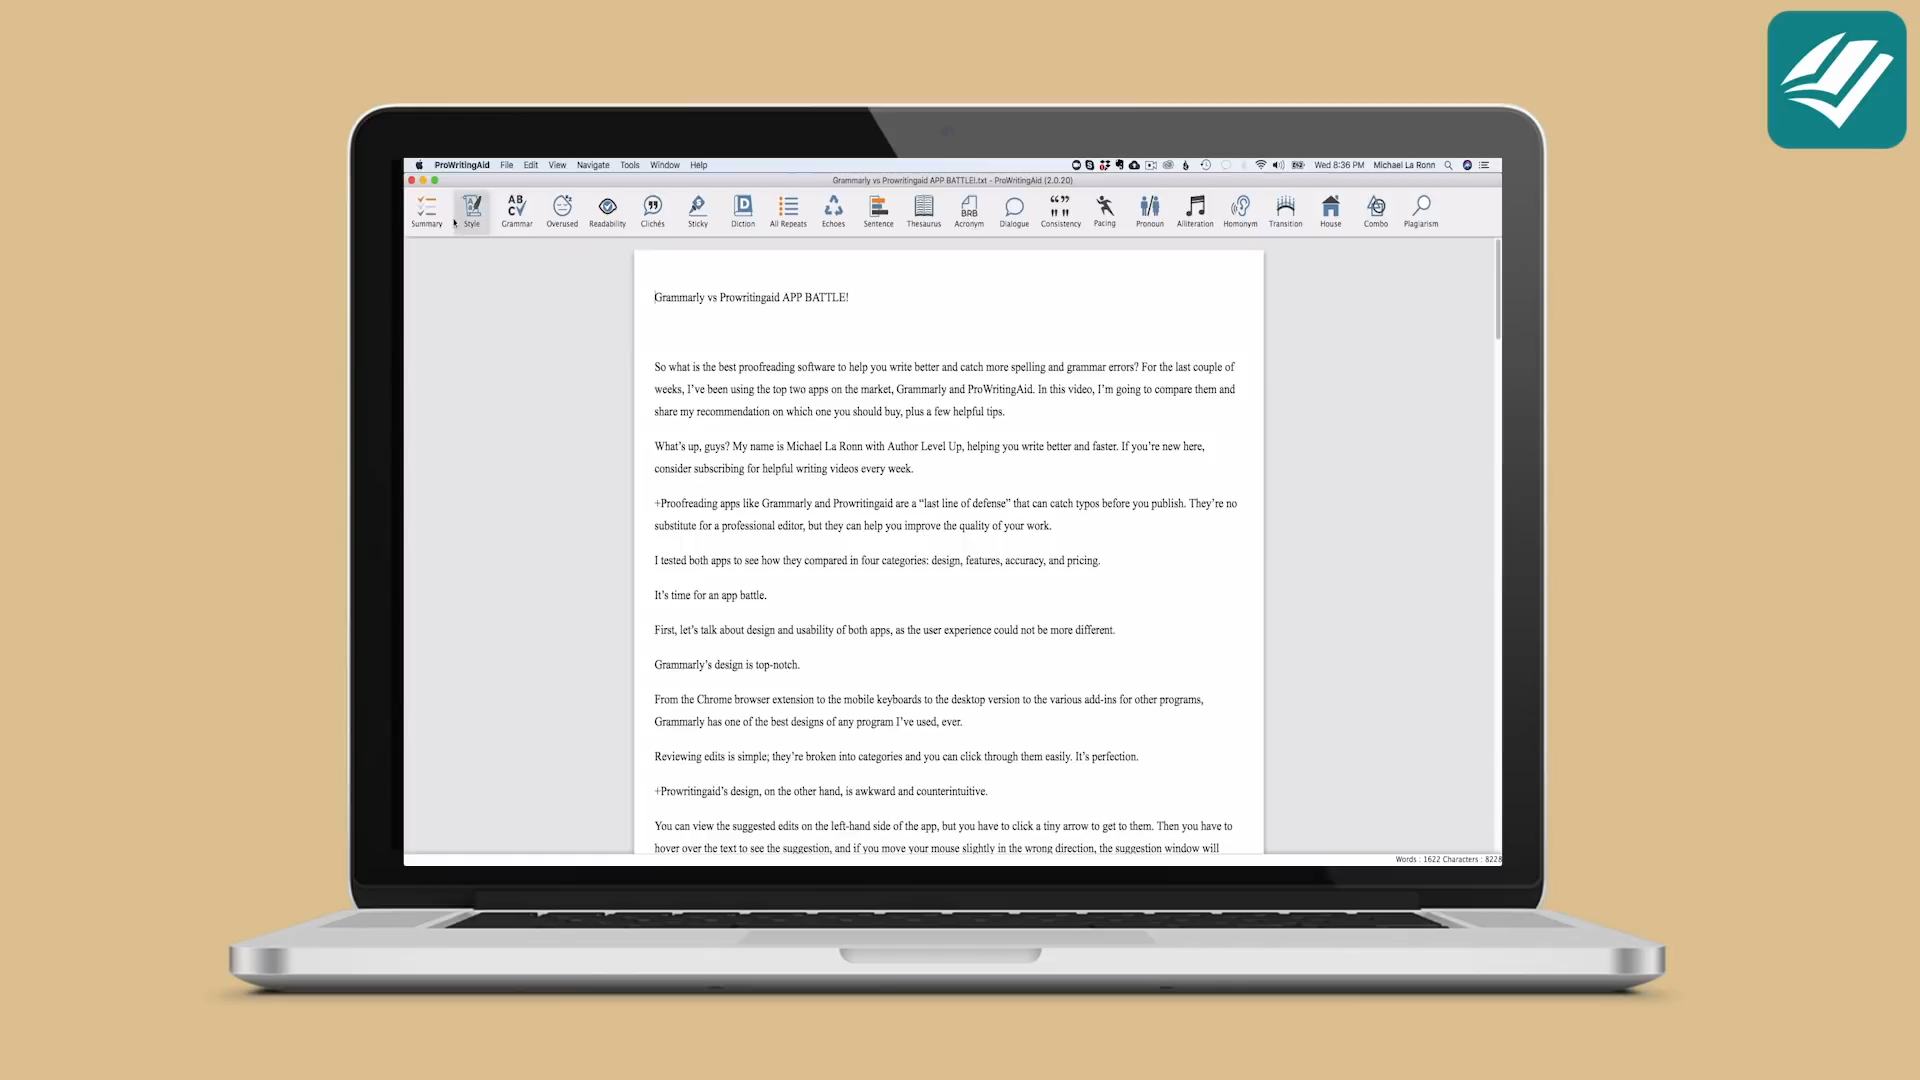 ProWritingAid File Edit View Navigate Tools Window Help Wed 8:36 PM Michael La Ronn
Grammarly vs Prowritingaid APP BATTLE!.txt - ProWritingAid (2.0.20)
Summary Style Grammar Overused Readability Clichés Sticky Diction All Repeats Echoes Sentence Thesaurus Acronym Dialogue Consistency Pacing Pronoun Alliteration Homonym Transition House Combo Plagiarism
Grammarly vs Prowritingaid APP BATTLE!
So what is the best proofreading software to help you write better and catch more spelling and grammar errors? For the last couple of
weeks, I’ve been using the top two apps on the market, Grammarly and ProWritingAid. In this video, I’m going to compare them and
share my recommendation on which one you should buy, plus a few helpful tips.
What’s up, guys? My name is Michael La Ronn with Author Level Up, helping you write better and faster. If you’re new here,
consider subscribing for helpful writing videos every week.
+Proofreading apps like Grammarly and Prowritingaid are a “last line of defense” that can catch typos before you publish. They’re no
substitute for a professional editor, but they can help you improve the quality of your work.
I tested both apps to see how they compared in four categories: design, features, accuracy, and pricing.
It’s time for an app battle.
First, let’s talk about design and usability of both apps, as the user experience could not be more different.
Grammarly’s design is top-notch.
From the Chrome browser extension to the mobile keyboards to the desktop version to the various add-ins for other programs,
Grammarly has one of the best designs of any program I’ve used, ever.
Reviewing edits is simple; they’re broken into categories and you can click through them easily. It’s perfection.
+Prowritingaid’s design, on the other hand, is awkward and counterintuitive.
You can view the suggested edits on the left-hand side of the app, but you have to click a tiny arrow to get to them. Then you have to
hover over the text to see the suggestion, and if you move your mouse slightly in the wrong direction, the suggestion window will
Words : 1622 Characters : 8228